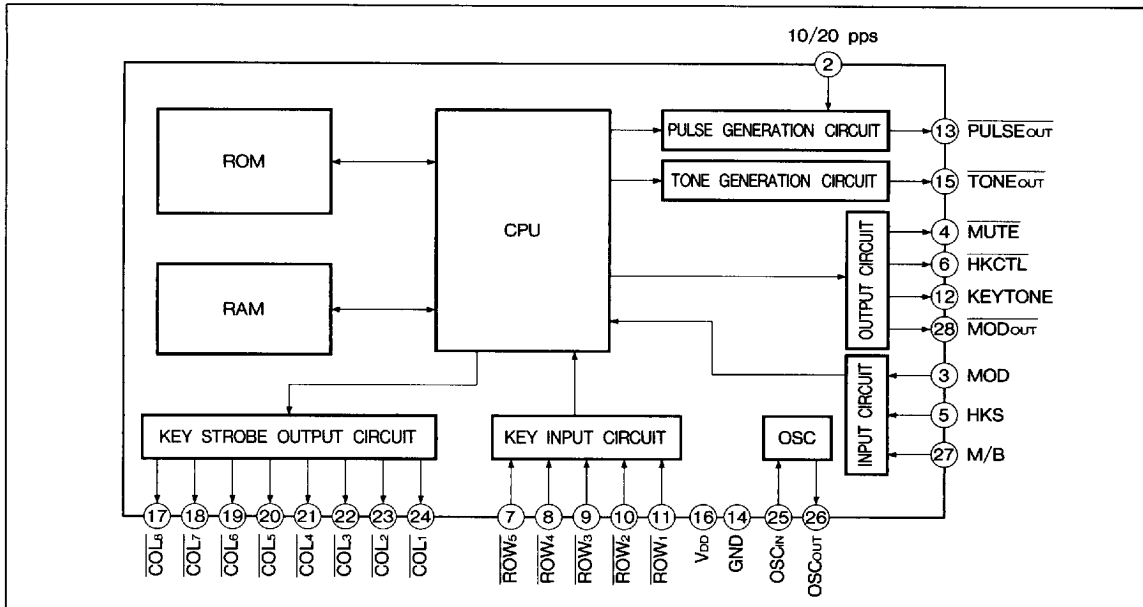 10/20 pps
2
ROM
RAM
CPU
PULSE GENERATION CIRCUIT
TONE GENERATION CIRCUIT
13 PULSEOUT
15 TONEOUT
OUTPUT CIRCUIT
4 MUTE
6 HKCTL
12 KEYTONE
28 MODOUT
INPUT CIRCUIT
3 MOD
5 HKS
27 M/B
KEY STROBE OUTPUT CIRCUIT
KEY INPUT CIRCUIT
OSC
17 18 19 20 21 22 23 24 7 8 9 10 11 16 14 25 26
COL8 COL7 COL6 COL5 COL4 COL3 COL2 COL1 ROW5 ROW4 ROW3 ROW2 ROW1 VDD GND OSCIN OSCOUT